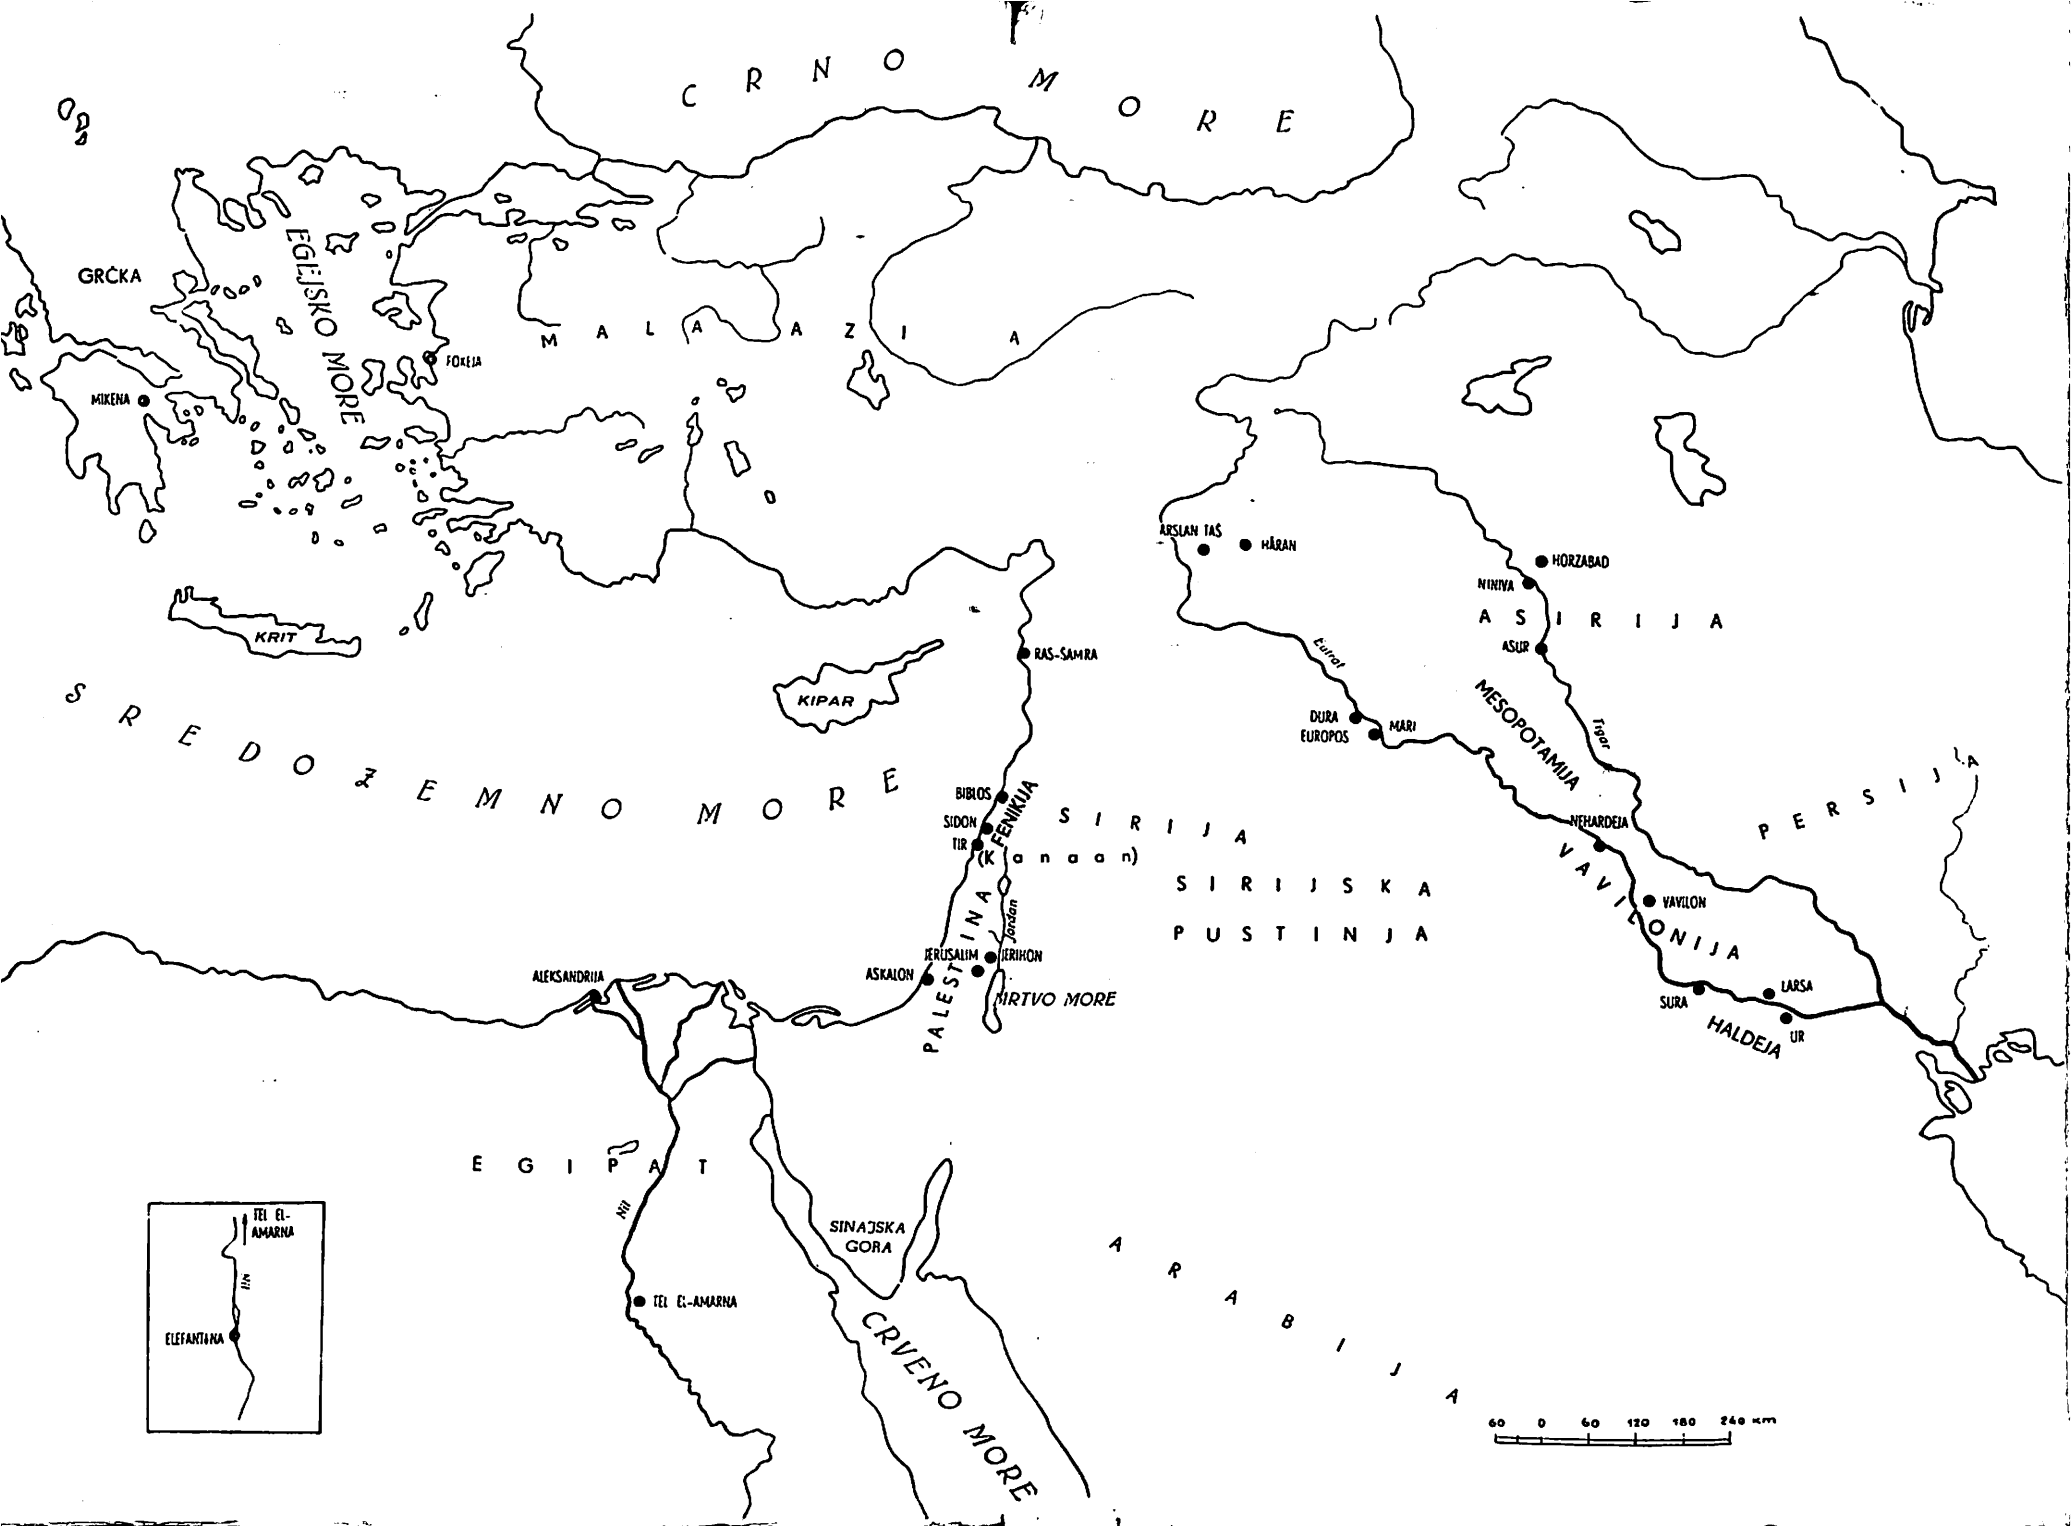 CRNO MORE
GRČKA
EGEJSKO MORE
MALA AZIA
FOKEJA
MIKENA
ARSLAN TAŠ
HARAN
HORZABAD
NINIVA
ASIRIJA
ASUR
KRIT
RAS-ŠAMRA
KIPAR
Eufrat
MESOPOTAMIJA
Tigar
DURA
EUROPOS
MARI
SREDOZEMNO MORE
BIBLOS
FENIKIJA
SIDON
TIR
(Kanaan)
SIRIJA
PERSIJA
NEHARDEJA
VAVILONIJA
SIRIJSKA
PUSTINJA
VAVILON
PALESTINA
Jordan
JERUSALIM
JERIHON
ASKALON
ALEKSANDRIJA
MRTVO MORE
SURA
LARSA
HALDEJA
UR
EGIPAT
Nil
TEL EL-
AMARNA
Nil
ELEFANTINA
SINAJSKA
GORA
TEL EL-AMARNA
CRVENO MORE
ARABIJA
60 0 60 120 180 240 km